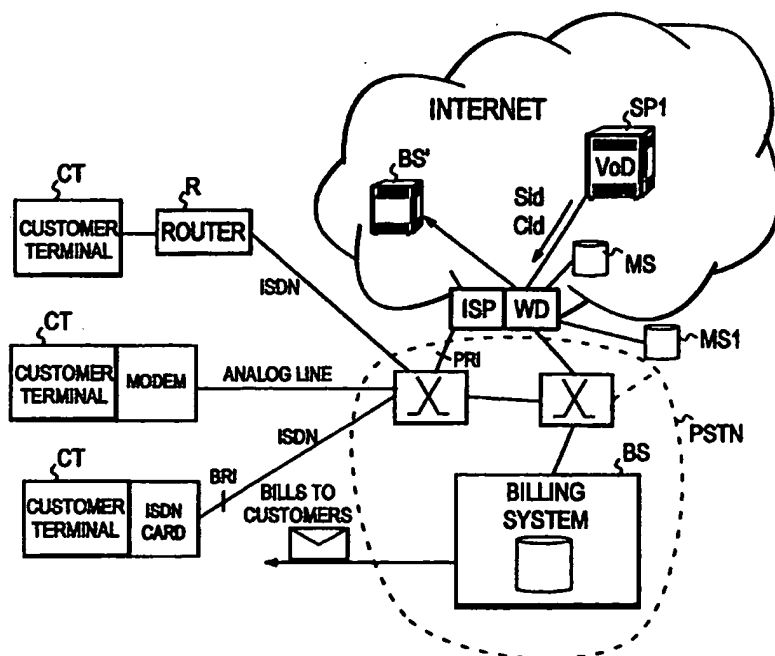 INTERNET
SP1
VoD
BS'
Sid
CId
MS
CT
R
CUSTOMER
TERMINAL
ROUTER
ISDN
ISP
WD
MS1
PRI
CT
CUSTOMER
TERMINAL
MODEM
ANALOG LINE
PSTN
ISDN
CT
BRI
CUSTOMER
TERMINAL
ISDN
CARD
BILLS TO
CUSTOMERS
BS
BILLING
SYSTEM